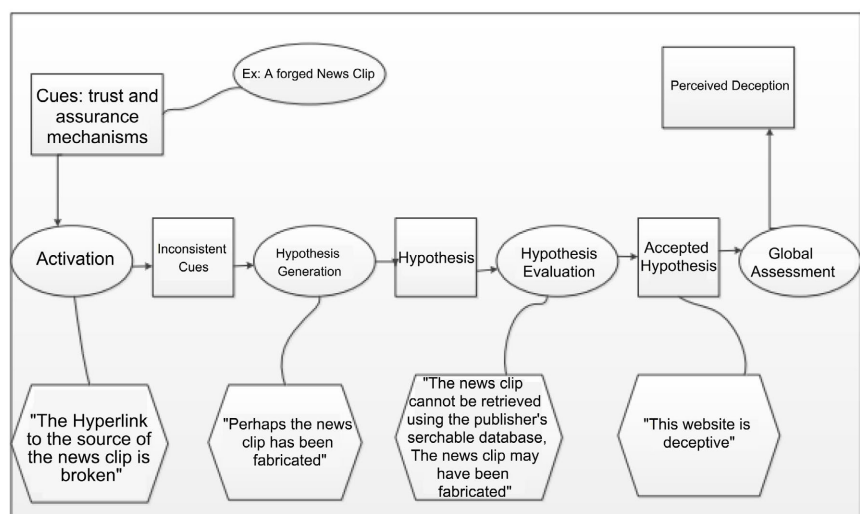 Ex: A forged News Clip
Cues: trust and
assurance
mechanisms
Perceived Deception
Activation
Inconsistent
Cues
Hypothesis
Generation
Hypothesis
Hypothesis
Evaluation
Accepted
Hypothesis
Global
Assessment
"The Hyperlink
to the source of
the news clip is
broken"
"Perhaps the news
clip has been
fabricated"
"The news clip
cannot be retrieved
using the publisher's
serchable database,
The news clip may
have been
fabricated"
"This website is
deceptive"